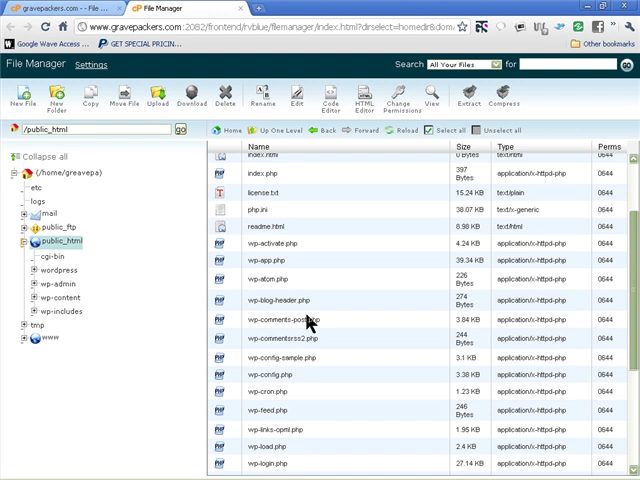 gravepackers.com - - File ...
File Manager
www.gravepackers.com:2082/frontend/rvblue/filemanager/index.html?dirselect=homedir&dom
Google Wave Access ...
GET SPECIAL PRICIN...
Other bookmarks
File Manager
Settings
Search
All Your Files
for
GO
New File
New Folder
Copy
Move File
Upload
Download
Delete
Rename
Edit
Code Editor
HTML Editor
Change Permissions
View
Extract
Compress
/public_html
go
Home
Up One Level
Back
Forward
Reload
Select all
Unselect all
Collapse all
(/home/greavepa)
etc
logs
mail
public_ftp
public_html
cgi-bin
wordpress
wp-admin
wp-content
wp-includes
tmp
www
Name Size Type Perms
index.html 0 Bytes text/html 0644
index.php 397 Bytes application/x-httpd-php 0644
license.txt 15.24 KB text/plain 0644
php.ini 38.07 KB text/x-generic 0644
readme.html 8.98 KB text/html 0644
wp-activate.php 4.24 KB application/x-httpd-php 0644
wp-app.php 39.34 KB application/x-httpd-php 0644
wp-atom.php 226 Bytes application/x-httpd-php 0644
wp-blog-header.php 274 Bytes application/x-httpd-php 0644
wp-comments-post.php 3.84 KB application/x-httpd-php 0644
wp-commentsrss2.php 244 Bytes application/x-httpd-php 0644
wp-config-sample.php 3.1 KB application/x-httpd-php 0644
wp-config.php 3.38 KB application/x-httpd-php 0644
wp-cron.php 1.23 KB application/x-httpd-php 0644
wp-feed.php 246 Bytes application/x-httpd-php 0644
wp-links-opml.php 1.95 KB application/x-httpd-php 0644
wp-load.php 2.4 KB application/x-httpd-php 0644
wp-login.php 27.14 KB application/x-httpd-php 0644